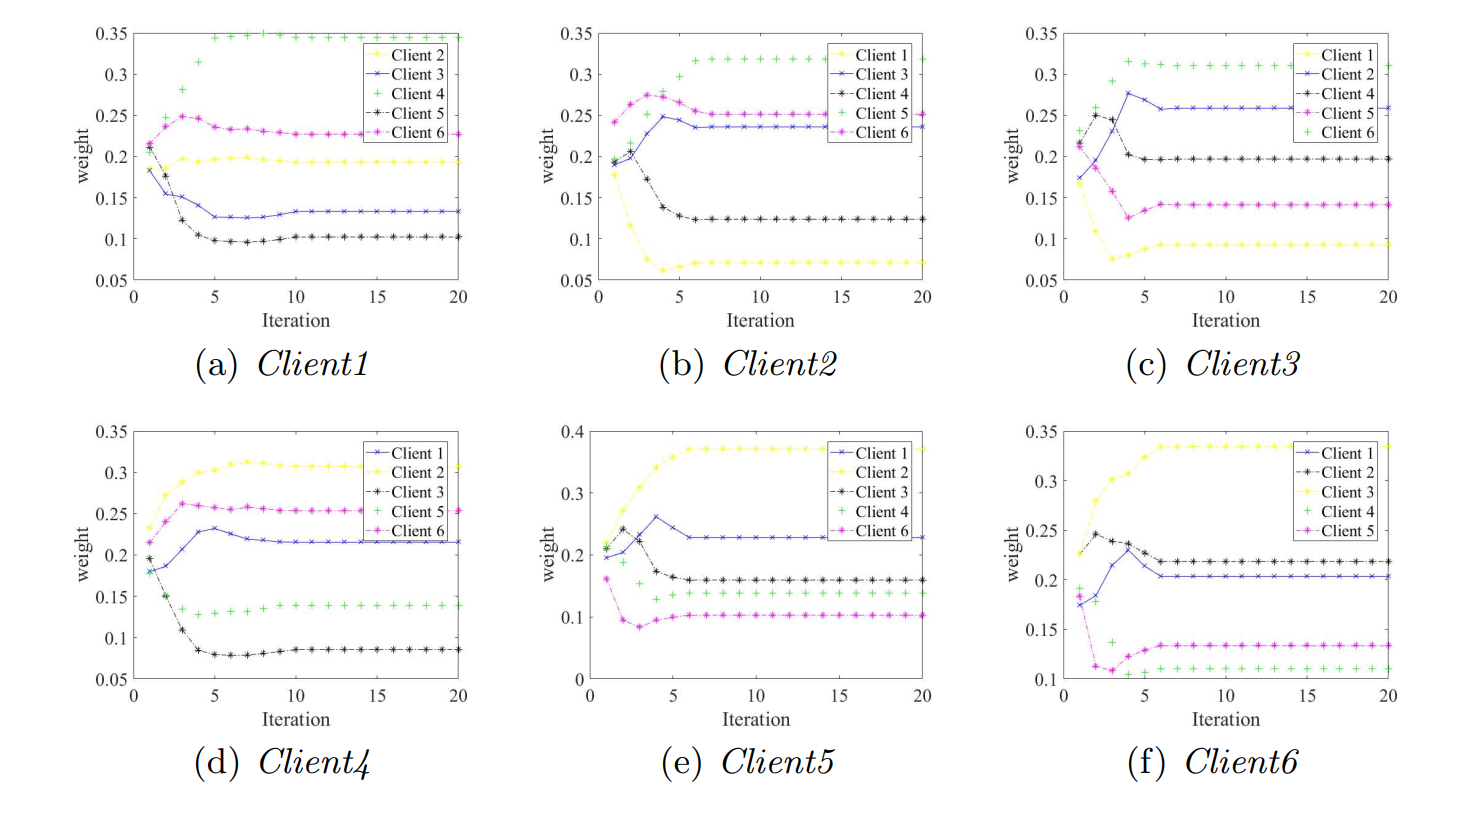 0.35
0.3
0.25
0.2
0.15
0.1
0.05
weight
0 5 10 15 20
Iteration
Client 2
Client 3
Client 4
Client 5
Client 6
(a) Client1
0.35
0.3
0.25
0.2
0.15
0.1
0.05
weight
0 5 10 15 20
Iteration
Client 1
Client 3
Client 4
Client 5
Client 6
(b) Client2
0.35
0.3
0.25
0.2
0.15
0.1
0.05
weight
0 5 10 15 20
Iteration
Client 1
Client 2
Client 4
Client 5
Client 6
(c) Client3
0.35
0.3
0.25
0.2
0.15
0.1
0.05
weight
0 5 10 15 20
Iteration
Client 1
Client 2
Client 3
Client 5
Client 6
(d) Client4
0.4
0.3
0.2
0.1
0
weight
0 5 10 15 20
Iteration
Client 1
Client 2
Client 3
Client 4
Client 6
(e) Client5
0.35
0.3
0.25
0.2
0.15
0.1
weight
0 5 10 15 20
Iteration
Client 1
Client 2
Client 3
Client 4
Client 5
(f) Client6